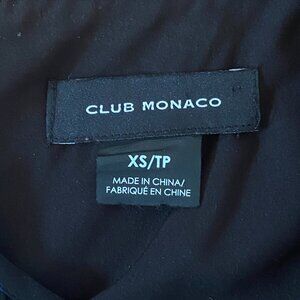 CLUB MONACO
XS/TP
MADE IN CHINA/
FABRIQUÉ EN CHINE